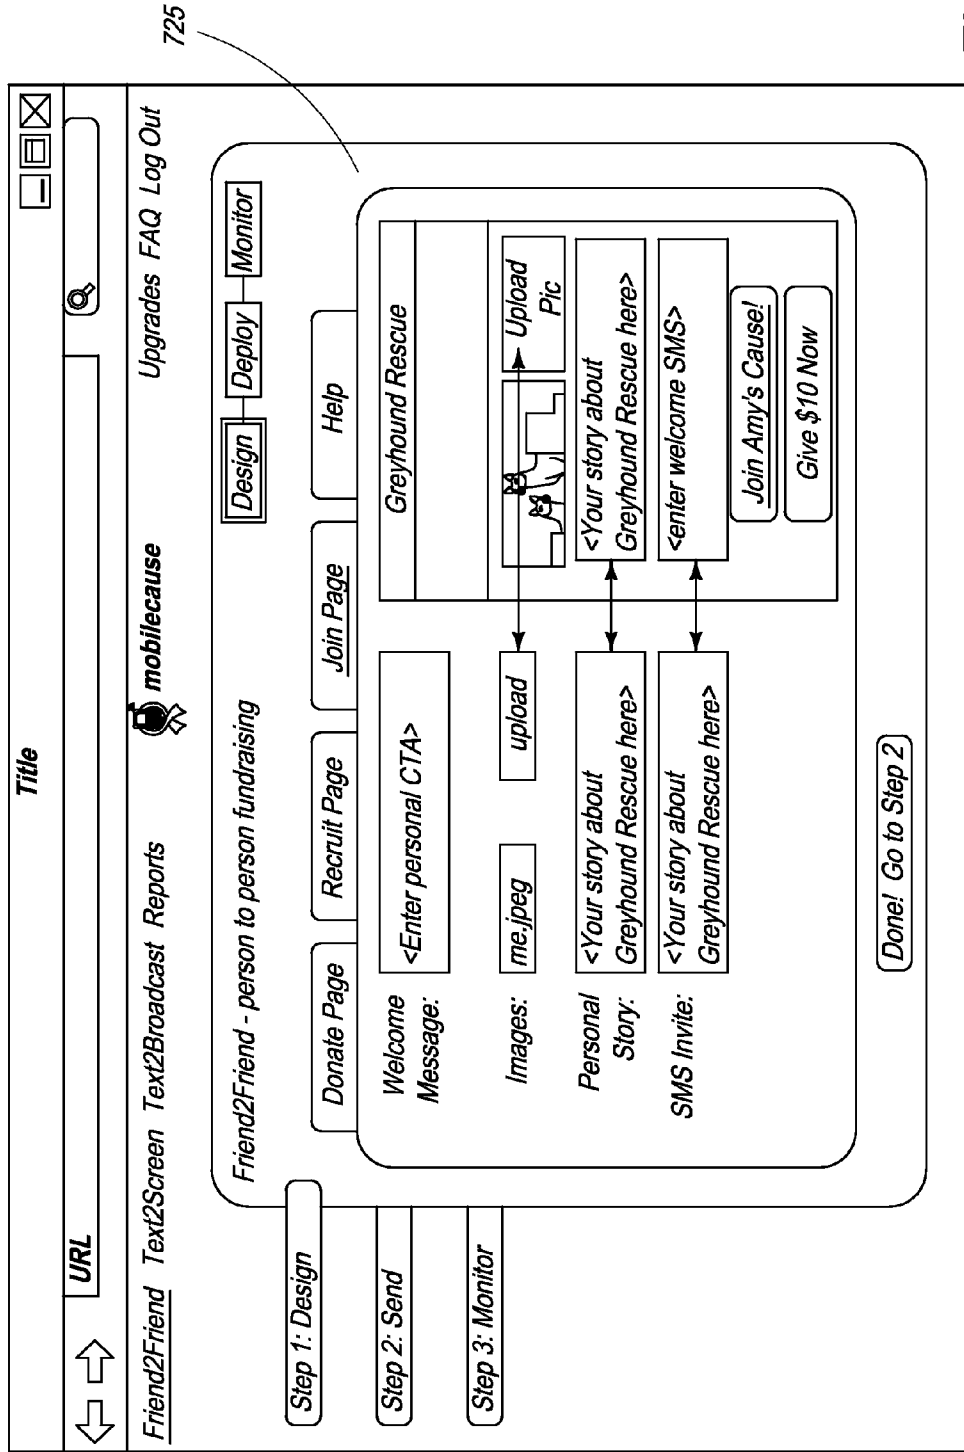 Title
URL
Friend2Friend Text2Screen Text2Broadcast Reports
mobilecause
Upgrades FAQ Log Out
725
Friend2Friend - person to person fundraising
Design
Deploy
Monitor
Step 1: Design
Step 2: Send
Step 3: Monitor
Donate Page
Recruit Page
Join Page
Help
Welcome
Message:
<Enter personal CTA>
Images:
me.jpeg
upload
Personal
Story:
<Your story about
Greyhound Rescue here>
SMS Invite:
<Your story about
Greyhound Rescue here>
Greyhound Rescue
Upload
Pic
<Your story about
Greyhound Rescue here>
<enter welcome SMS>
Join Amy's Cause!
Give $10 Now
Done! Go to Step 2